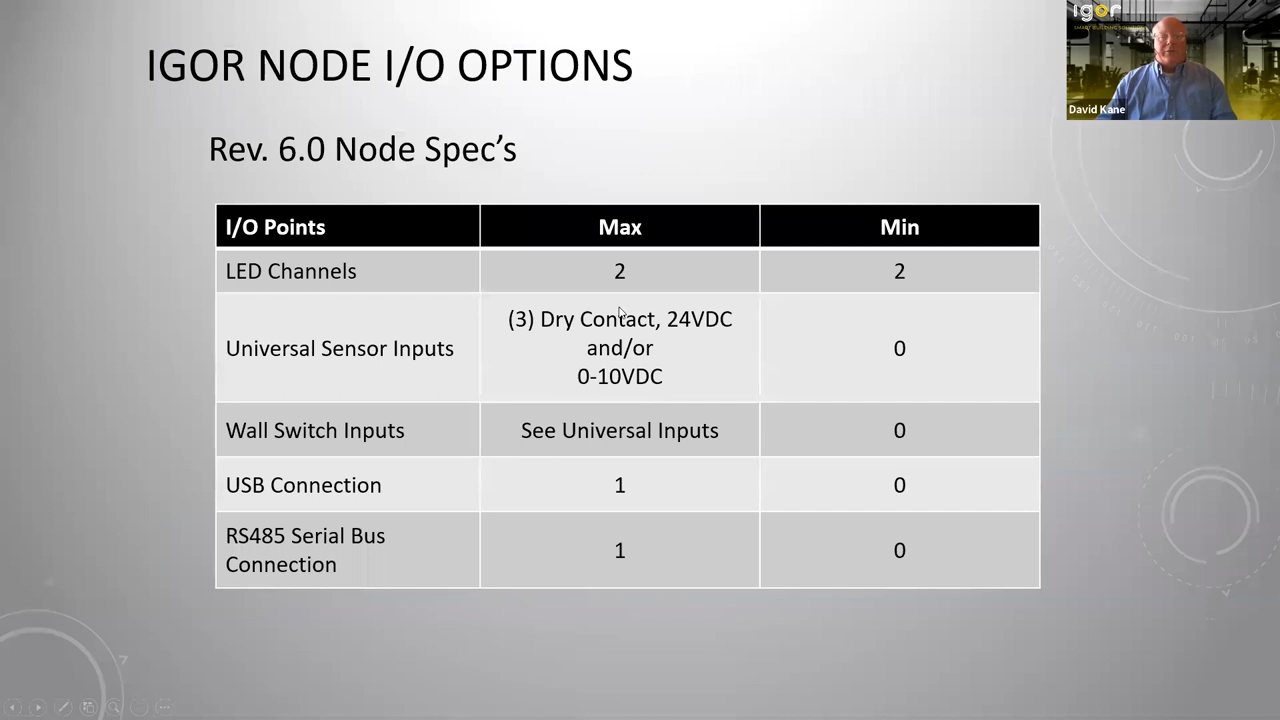 igor
IGOR NODE I/O OPTIONS
David Kane
Rev. 6.0 Node Spec's
I/O Points Max Min
LED Channels 2 2
Universal Sensor Inputs (3) Dry Contact, 24VDC and/or 0-10VDC 0
Wall Switch Inputs See Universal Inputs 0
USB Connection 1 0
RS485 Serial Bus Connection 1 0